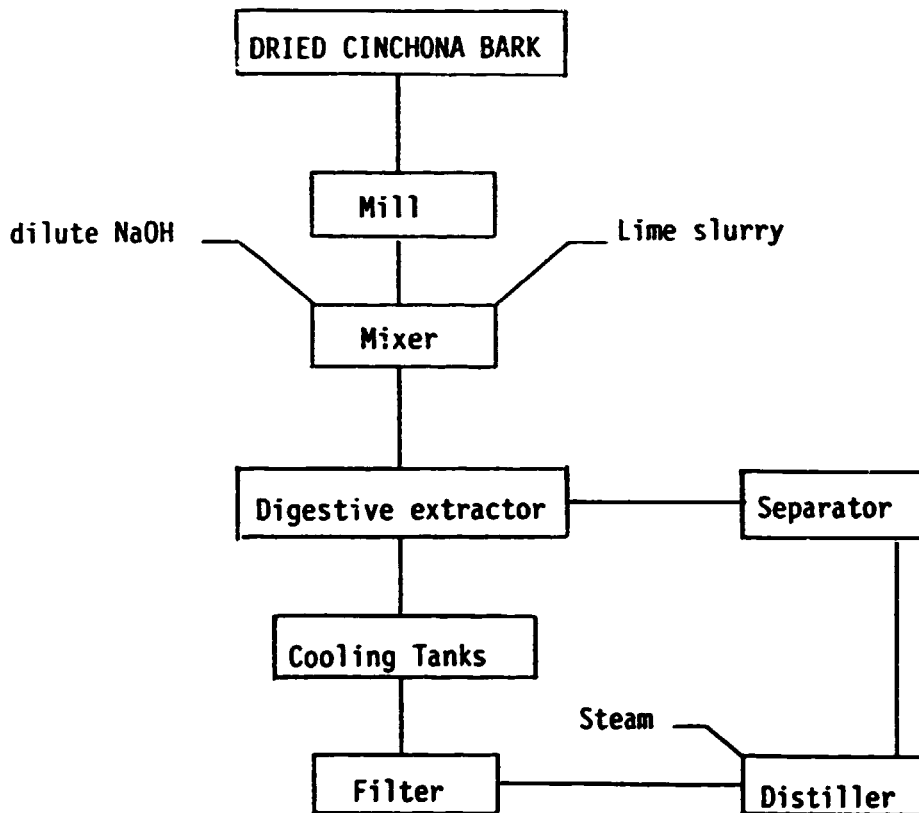 DRIED CINCHONA BARK
Mill
dilute NaOH
Lime slurry
Mixer
Digestive extractor
Separator
Cooling Tanks
Steam
Filter
Distiller